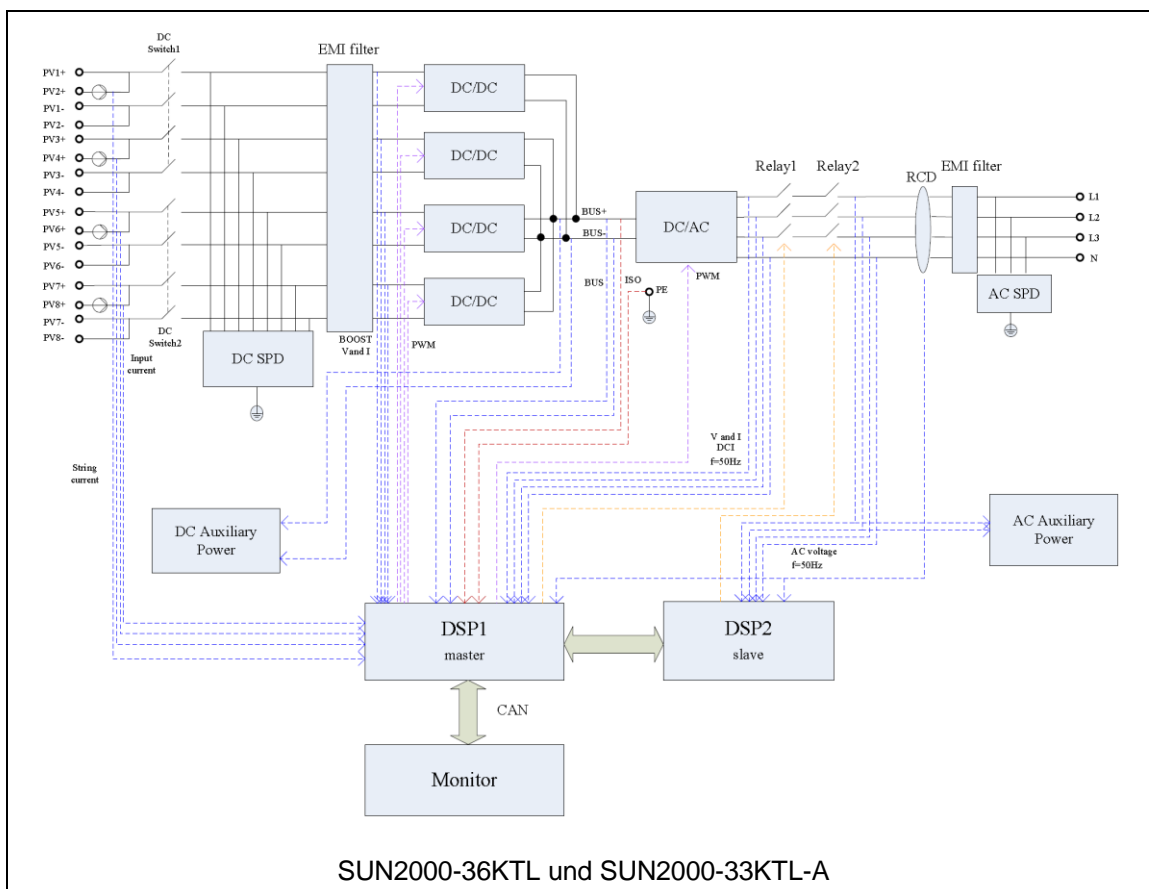 DC
Switch1
EMI filter
PV1+
PV2+
PV1-
PV2-
PV3+
PV4+
PV3-
PV4-
PV5+
PV6+
PV5-
PV6-
PV7+
PV8+
PV7-
PV8-
DC/DC
DC/DC
DC/DC
DC/DC
Relay1
Relay2
RCD
EMI filter
L1
L2
L3
N
BUS+
BUS-
DC/AC
BUS
ISO
PE
PWM
AC SPD
DC
Switch2
Input
current
DC SPD
BOOST
Vand I
PWM
V and I
DCI
f=50Hz
String
current
DC Auxiliary
Power
AC Auxiliary
Power
AC voltage
f=50Hz
DSP1
master
DSP2
slave
CAN
Monitor
SUN2000-36KTL und SUN2000-33KTL-A